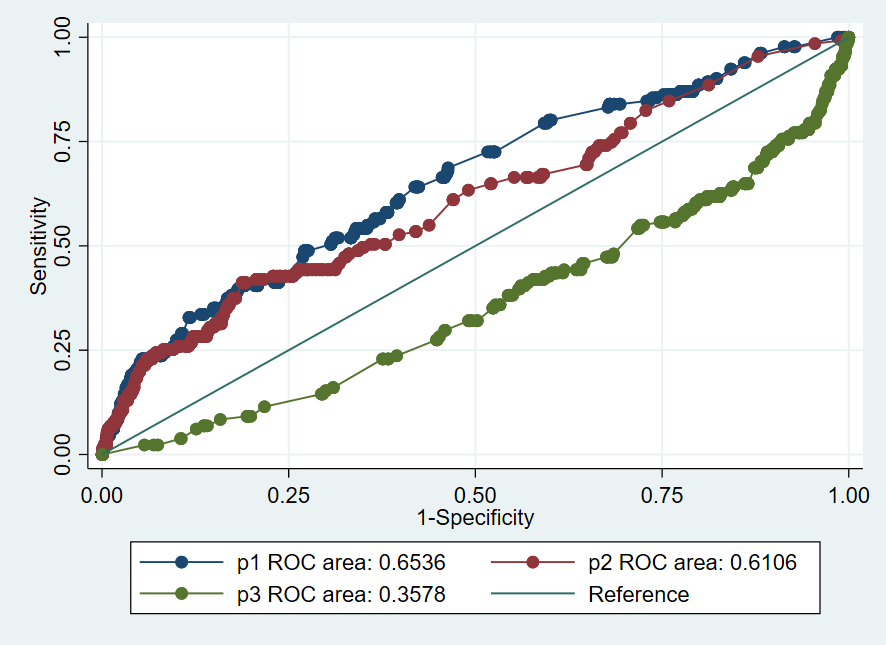 1.00
0.75
0.50
0.25
0.00
Sensitivity
0.00 0.25 0.50 0.75 1.00
1-Specificity
p1 ROC area: 0.6536 p2 ROC area: 0.6106
p3 ROC area: 0.3578 Reference